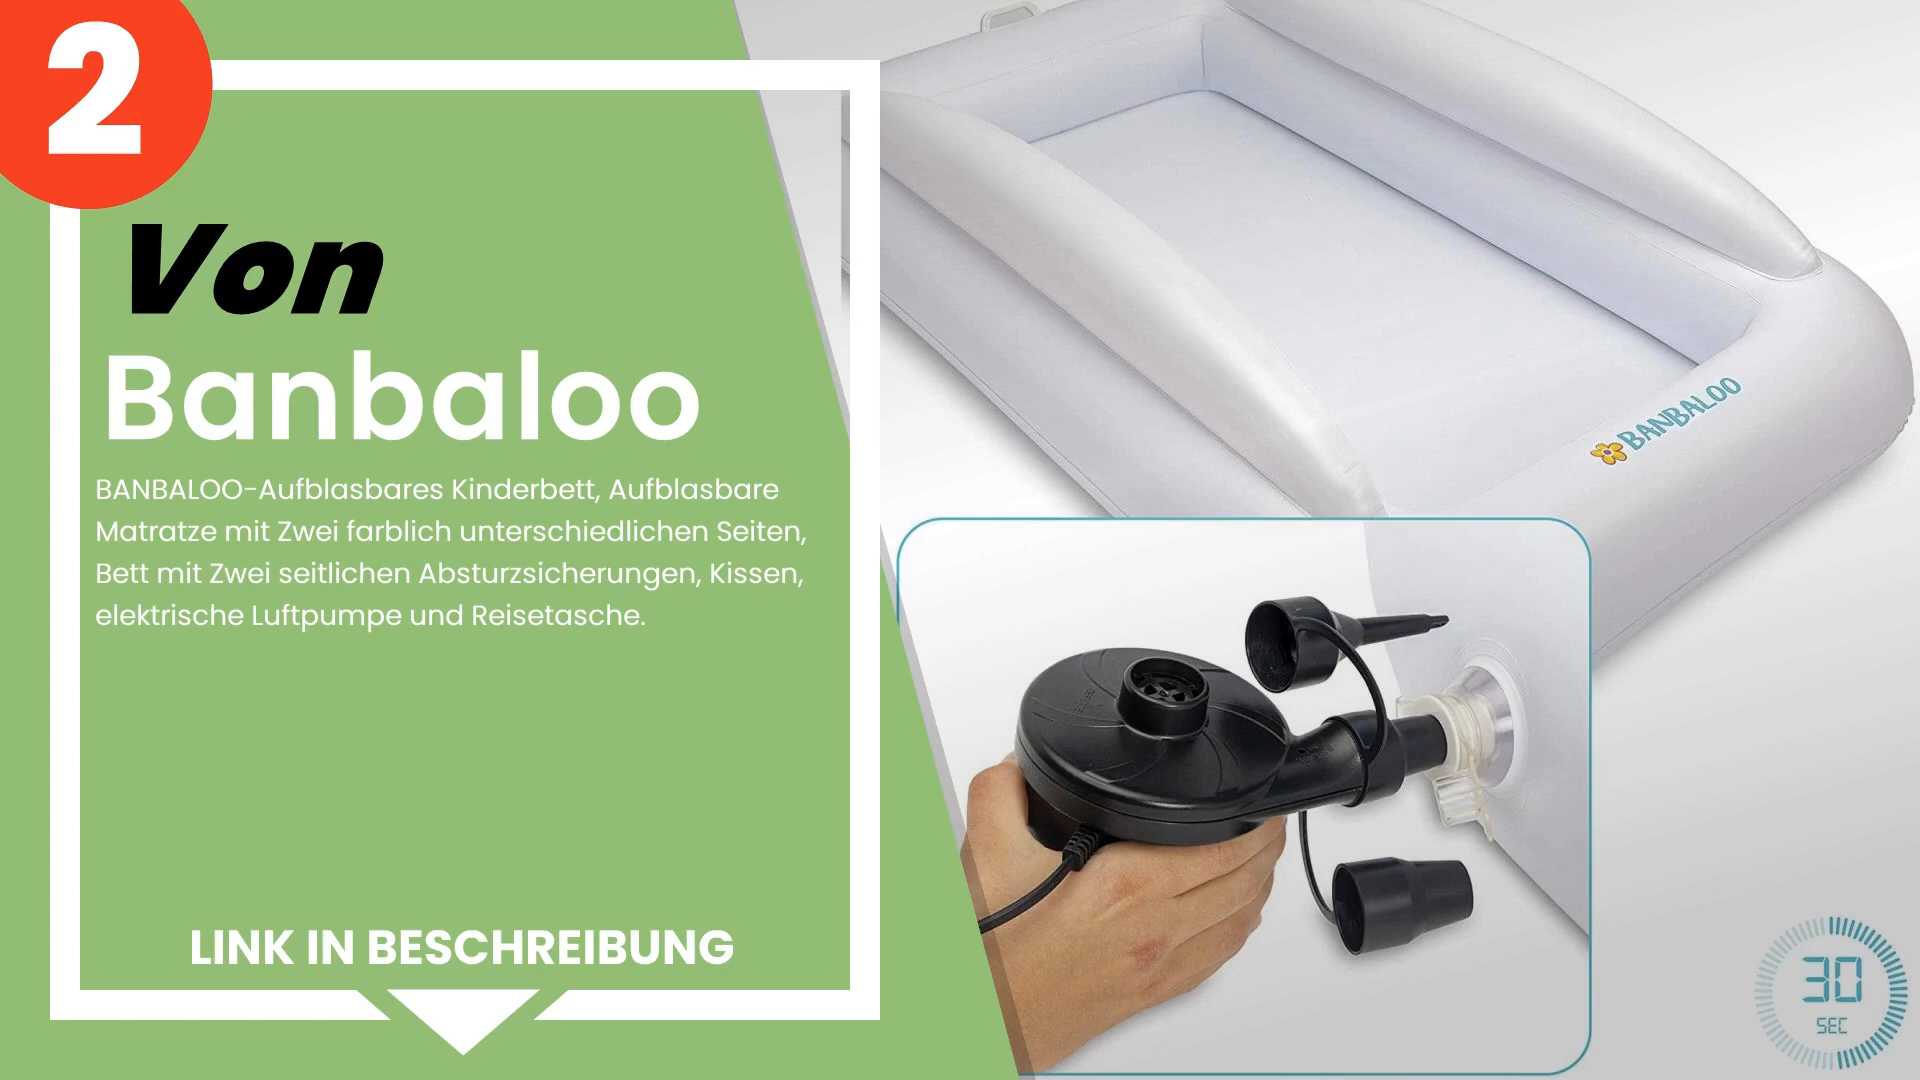 2
Von
Banbaloo
BANBALOO-Aufblasbares Kinderbett, Aufblasbare
Matratze mit Zwei farblich unterschiedlichen Seiten,
Bett mit Zwei seitlichen Absturzsicherungen, Kissen,
elektrische Luftpumpe und Reisetasche.
LINK IN BESCHREIBUNG
BANBALOO
30
SEC